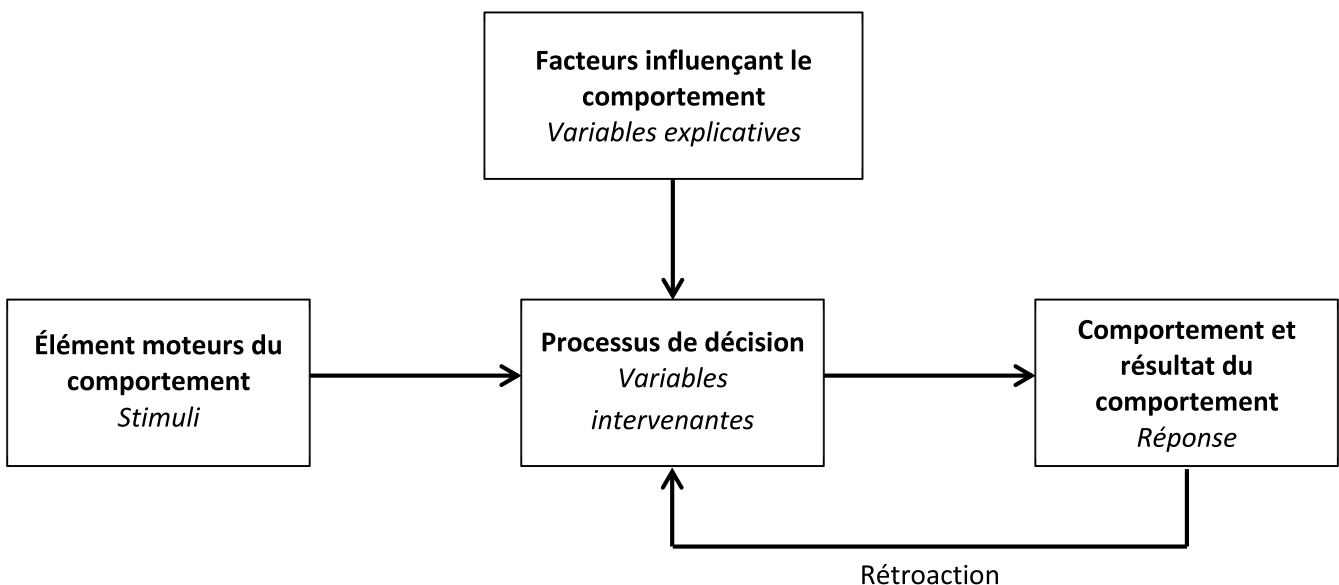 Facteurs influençant le
comportement
Variables explicatives
Élément moteurs du
comportement
Stimuli
Processus de décision
Variables
intervenantes
Comportement et
résultat du
comportement
Réponse
Rétroaction